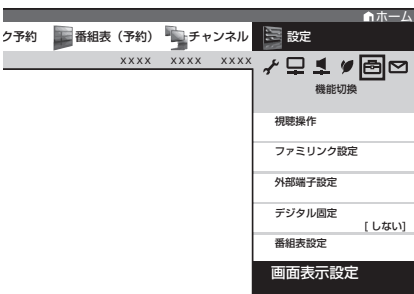 ホーム
ク予約 番組表（予約） チャンネル 設定
xxxx xxxx xxxx
機能切換
視聴操作
ファミリンク設定
外部端子設定
デジタル固定
[しない]
番組表設定
画面表示設定